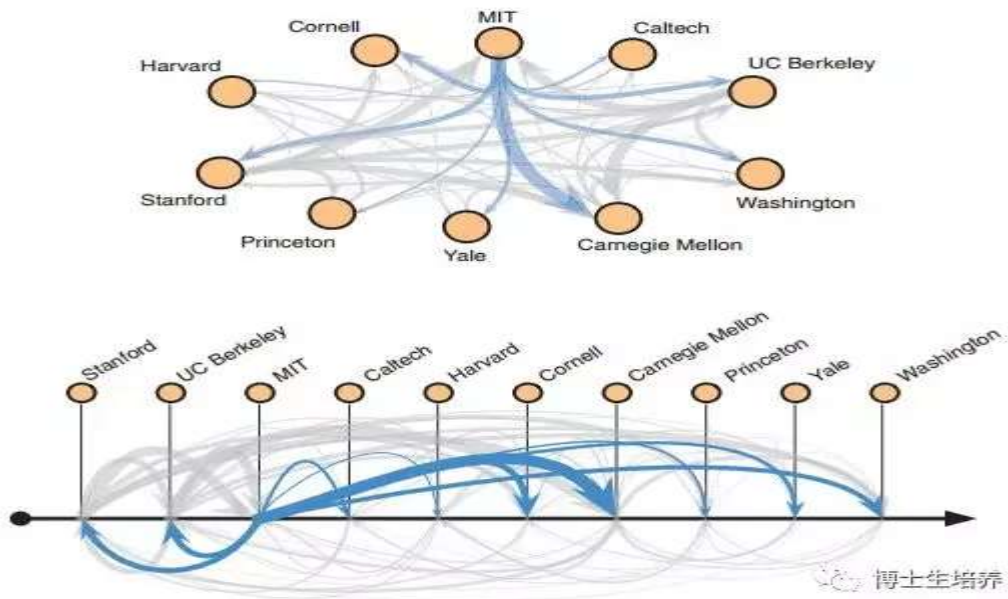 MIT
Cornell
Caltech
Harvard
UC Berkeley
Stanford
Washington
Princeton
Yale
Carnegie Mellon
Stanford
UC Berkeley
MIT
Caltech
Harvard
Cornell
Carnegie Mellon
Princeton
Yale
Washington
博士生培养